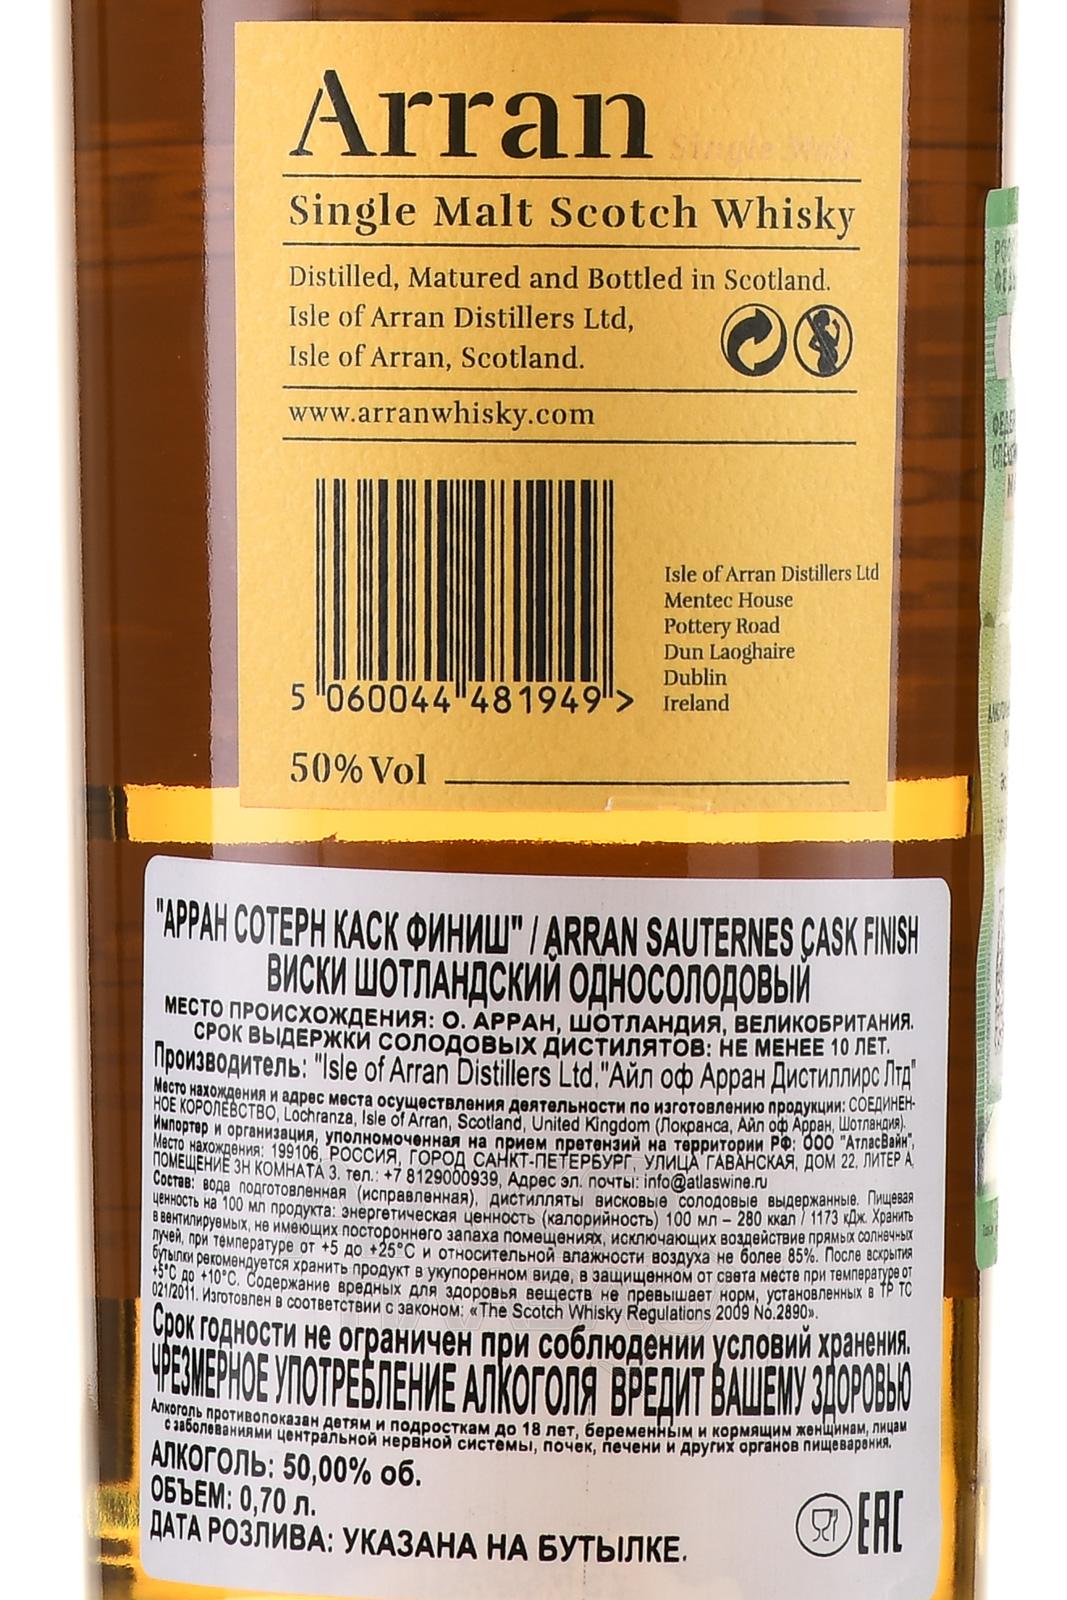 Arran
Single Malt
Single Malt Scotch Whisky
Distilled, Matured and Bottled in Scotland.
Isle of Arran Distillers Ltd,
Isle of Arran, Scotland.
www.arranwhisky.com
5 060044 481949 >
Isle of Arran Distillers Ltd
Mentec House
Pottery Road
Dun Laoghaire
Dublin
Ireland
50% Vol
"АРРАН СОТЕРН КАСК ФИНИШ" / ARRAN SAUTERNES CASK FINISH
ВИСКИ ШОТЛАНДСКИЙ ОДНОСОЛОДОВЫЙ
МЕСТО ПРОИСХОЖДЕНИЯ: О. АРРАН, ШОТЛАНДИЯ, ВЕЛИКОБРИТАНИЯ.
СРОК ВЫДЕРЖКИ СОЛОДОВЫХ ДИСТИЛЯТОВ: НЕ МЕНЕЕ 10 ЛЕТ.
Производитель: "Isle of Arran Distillers Ltd,"Айл оф Арран Дистиллирс Лтд"
Место нахождения и адрес места осуществления деятельности по изготовлению продукции: СОЕДИНЕН-
НОЕ КОРОЛЕВСТВО, Lochranza, Isle of Arran, Scotland, United Kingdom (Локранса, Айл оф Арран, Шотландия).
Импортер и организация, уполномоченная на прием претензий на территории РФ: ООО "АтласВайн",
Место нахождения: 199106, РОССИЯ, ГОРОД САНКТ-ПЕТЕРБУРГ, УЛИЦА ГАВАНСКАЯ, ДОМ 22, ЛИТЕР А,
ПОМЕЩЕНИЕ 3Н КОМНАТА 3. тел.: +7 8129000939, Адрес эл. почты: info@atlaswine.ru
Состав: вода подготовленная (исправленная), дистилляты висковые солодовые выдержанные. Пищевая
ценность на 100 мл продукта: энергетическая ценность (калорийность) 100 мл – 280 ккал / 1173 кДж. Хранить
в вентилируемых, не имеющих постороннего запаха помещениях, исключающих воздействие прямых солнечных
лучей, при температуре от +5 до +25°С и относительной влажности воздуха не более 85%. После вскрытия
бутылки рекомендуется хранить продукт в укупоренном виде, в защищенном от света месте при температуре от
+5°С до +10°С. Содержание вредных для здоровья веществ не превышает норм, установленных в ТР ТС
021/2011. Изготовлен в соответствии с законом: «The Scotch Whisky Regulations 2009 No.2890».
Срок годности не ограничен при соблюдении условий хранения.
ЧРЕЗМЕРНОЕ УПОТРЕБЛЕНИЕ АЛКОГОЛЯ ВРЕДИТ ВАШЕМУ ЗДОРОВЬЮ
Алкоголь противопоказан детям и подросткам до 18 лет, беременным и кормящим женщинам, лицам
с заболеваниями центральной нервной системы, почек, печени и других органов пищеварения.
АЛКОГОЛЬ: 50,00% об.
ОБЪЕМ: 0,70 л.
ДАТА РОЗЛИВА: УКАЗАНА НА БУТЫЛКЕ.
EAC